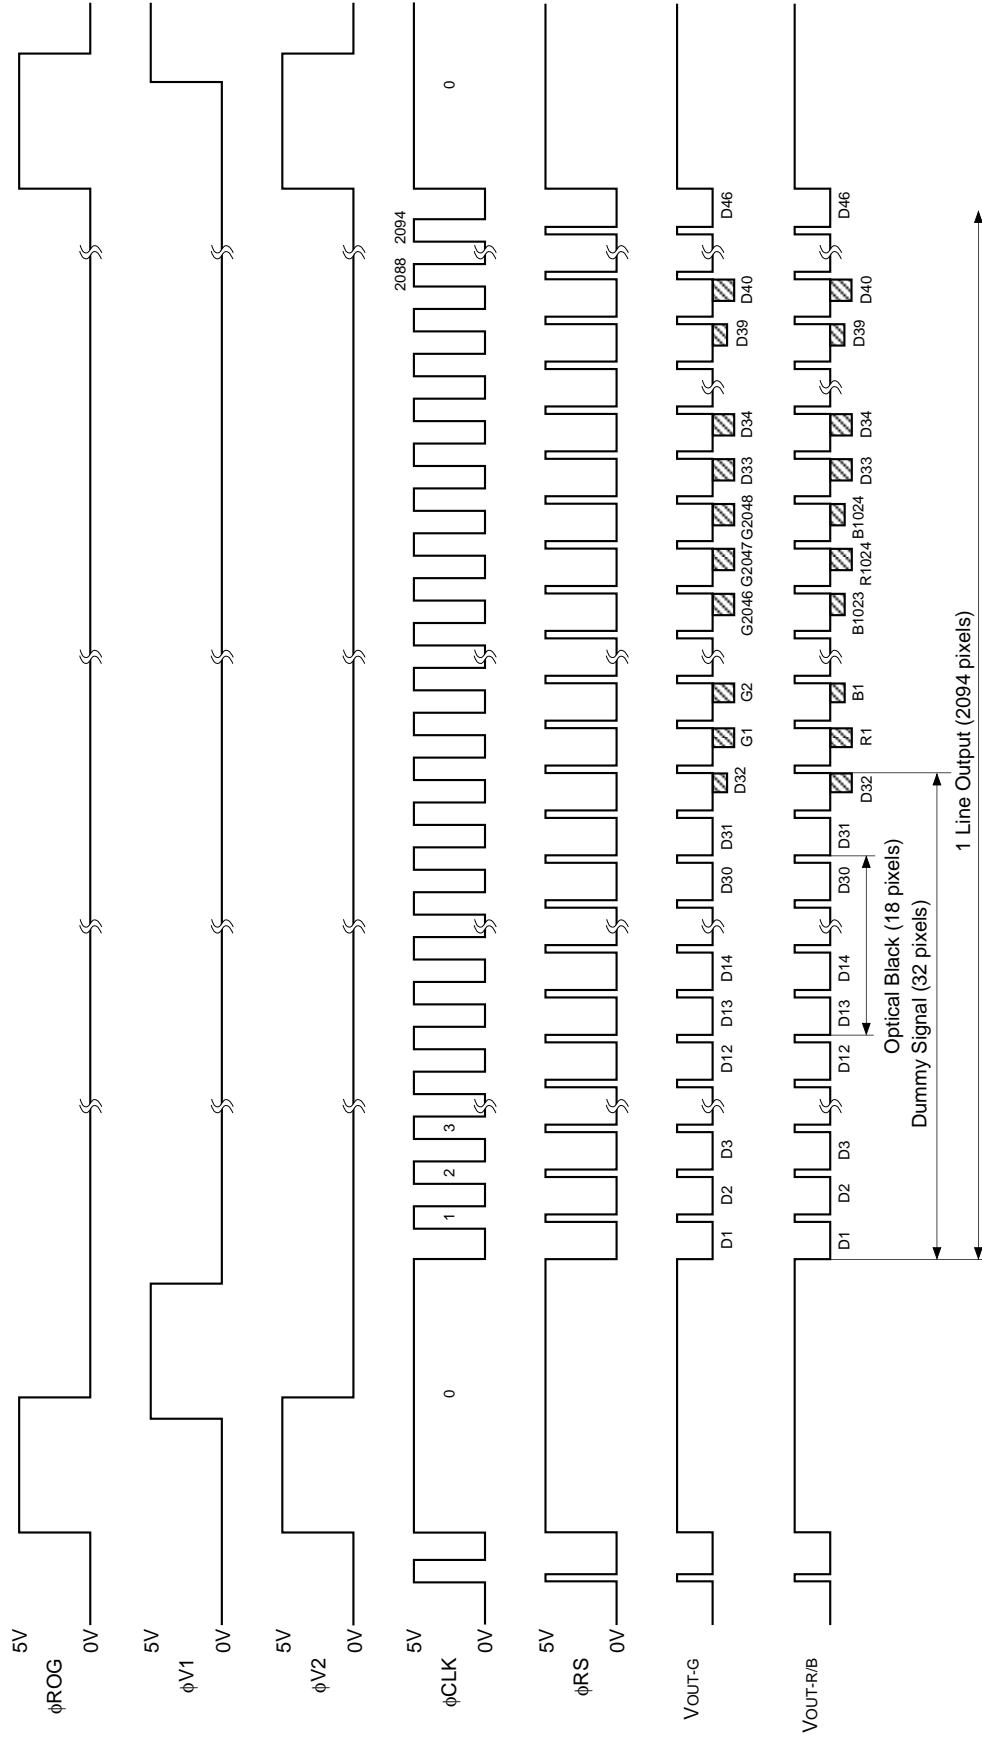 φROG
5V
0V
φV1
5V
0V
φV2
5V
0V
φCLK
5V
0V
0
1
2
3
2088
2094
0
φRS
5V
0V
VOUT-G
D1
D2
D3
D12
D13
D14
D30
D31
D32
G1
G2
G2046
G2047
G2048
D33
D34
D39
D40
D46
VOUT-R/B
D1
D2
D3
D12
D13
D14
D30
D31
D32
R1
B1
B1023
R1024
B1024
D33
D34
D39
D40
D46
Optical Black (18 pixels)
Dummy Signal (32 pixels)
1 Line Output (2094 pixels)